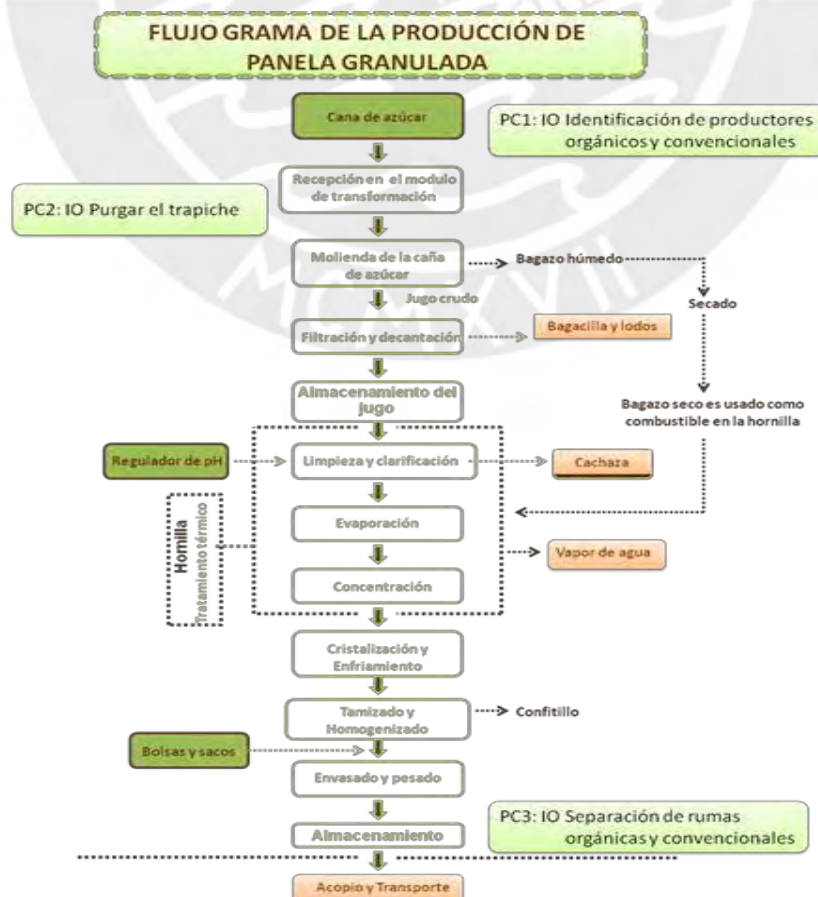 FLUJO GRAMA DE LA PRODUCCIÓN DE
PANELA GRANULADA
Cana de azúcar
PC1: IO Identificación de productores
orgánicos y convencionales
Recepción en el modulo
de transformación
PC2: IO Purgar el trapiche
Molienda de la caña
de azúcar
Bagazo húmedo
Jugo crudo
Secado
Filtración y decantación
Bagacilla y lodos
Almacenamiento del
jugo
Bagazo seco es usado como
combustible en la hornilla
Regulador de pH
Limpieza y clarificación
Cachaza
Evaporación
Hornilla
Tratamiento térmico
Vapor de agua
Concentración
Cristalización y
Enfriamiento
Tamizado y
Homogenizado
Confitillo
Bolsas y sacos
Envasado y pesado
PC3: IO Separación de rumas
orgánicas y convencionales
Almacenamiento
Acopio y Transporte
MCMXVII